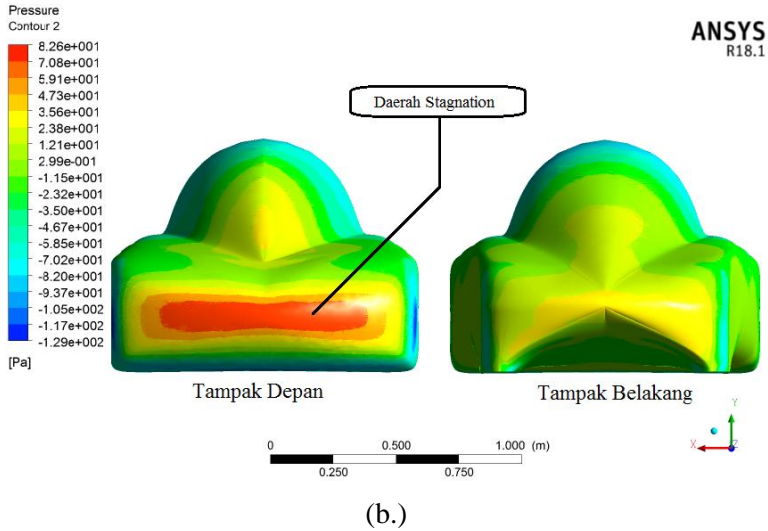 Pressure
Contour 2
8.26e+001
7.08e+001
5.91e+001
4.74e+001
3.56e+001
2.38e+001
1.21e+001
2.99e-001
-1.15e+001
-2.32e+001
-3.50e+001
-4.67e+001
-5.85e+001
-7.02e+001
-8.20e+001
-9.37e+001
-1.05e+002
-1.17e+002
-1.29e+002
[Pa]
ANSYS
R18.1
Daerah Stagnation
Tampak Depan
Tampak Belakang
0 0.500 1.000 (m)
0.250 0.750
Y
X Z
(b.)